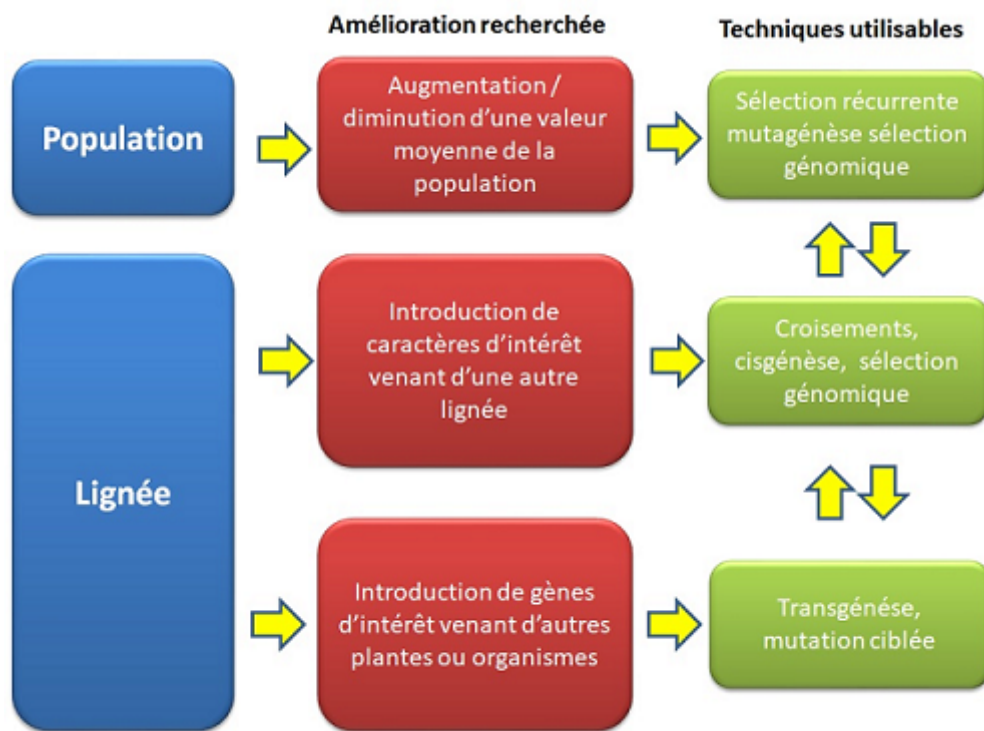 Amélioration recherchée
Techniques utilisables
Population
Augmentation /
diminution d'une valeur
moyenne de la
population
Sélection récurrente
mutagénèse sélection
génomique
Lignée
Introduction de
caractères d'intérêt
venant d'une autre
lignée
Croisements,
cisgénèse, sélection
génomique
Introduction de gènes
d'intérêt venant d'autres
plantes ou organismes
Transgénése,
mutation ciblée